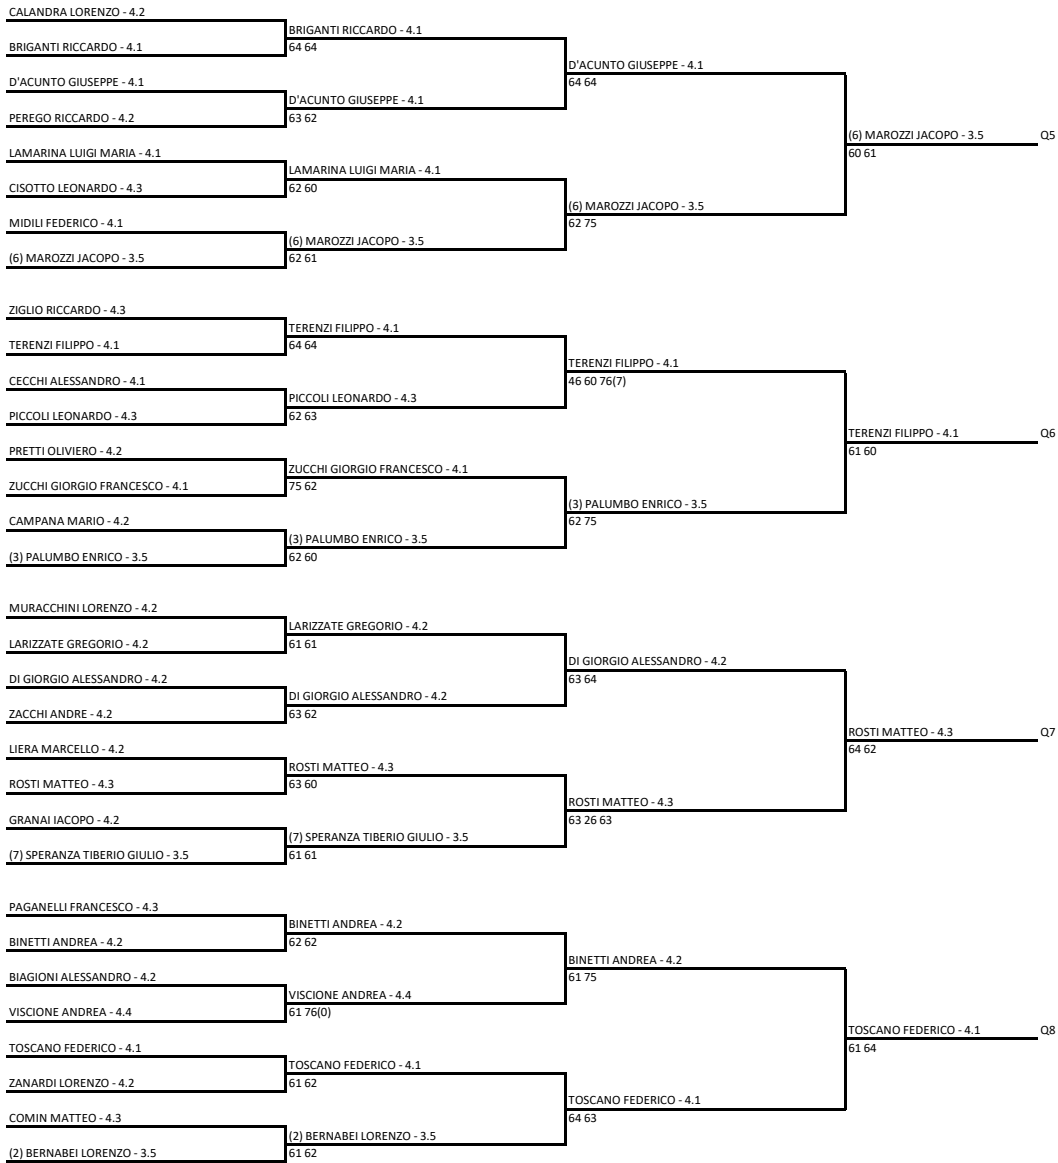 CALANDRA LORENZO - 4.2
BRIGANTI RICCARDO - 4.1
BRIGANTI RICCARDO - 4.1
64 64
D'ACUNTO GIUSEPPE - 4.1
64 64
D'ACUNTO GIUSEPPE - 4.1
D'ACUNTO GIUSEPPE - 4.1
63 62
PEREGO RICCARDO - 4.2
(6) MAROZZI JACOPO - 3.5 Q5
60 61
LAMARINA LUIGI MARIA - 4.1
LAMARINA LUIGI MARIA - 4.1
62 60
CISOTTO LEONARDO - 4.3
(6) MAROZZI JACOPO - 3.5
62 75
MIDILI FEDERICO - 4.1
(6) MAROZZI JACOPO - 3.5
62 61
(6) MAROZZI JACOPO - 3.5
ZIGLIO RICCARDO - 4.3
TERENZI FILIPPO - 4.1
64 64
TERENZI FILIPPO - 4.1
TERENZI FILIPPO - 4.1
46 60 76(7)
CECCHI ALESSANDRO - 4.1
PICCOLI LEONARDO - 4.3
62 63
PICCOLI LEONARDO - 4.3
TERENZI FILIPPO - 4.1 Q6
61 60
PRETTI OLIVIERO - 4.2
ZUCCHI GIORGIO FRANCESCO - 4.1
75 62
ZUCCHI GIORGIO FRANCESCO - 4.1
(3) PALUMBO ENRICO - 3.5
62 75
CAMPANA MARIO - 4.2
(3) PALUMBO ENRICO - 3.5
62 60
(3) PALUMBO ENRICO - 3.5
MURACCHINI LORENZO - 4.2
LARIZZATE GREGORIO - 4.2
61 61
LARIZZATE GREGORIO - 4.2
DI GIORGIO ALESSANDRO - 4.2
63 64
DI GIORGIO ALESSANDRO - 4.2
DI GIORGIO ALESSANDRO - 4.2
63 62
ZACCHI ANDRE - 4.2
ROSTI MATTEO - 4.3 Q7
64 62
LIERA MARCELLO - 4.2
ROSTI MATTEO - 4.3
63 60
ROSTI MATTEO - 4.3
ROSTI MATTEO - 4.3
63 26 63
GRANAI IACOPO - 4.2
(7) SPERANZA TIBERIO GIULIO - 3.5
61 61
(7) SPERANZA TIBERIO GIULIO - 3.5
PAGANELLI FRANCESCO - 4.3
BINETTI ANDREA - 4.2
62 62
BINETTI ANDREA - 4.2
BINETTI ANDREA - 4.2
61 75
BIAGIONI ALESSANDRO - 4.2
VISCIONE ANDREA - 4.4
61 76(0)
VISCIONE ANDREA - 4.4
TOSCANO FEDERICO - 4.1 Q8
61 64
TOSCANO FEDERICO - 4.1
TOSCANO FEDERICO - 4.1
61 62
ZANARDI LORENZO - 4.2
TOSCANO FEDERICO - 4.1
64 63
COMIN MATTEO - 4.3
(2) BERNABEI LORENZO - 3.5
61 62
(2) BERNABEI LORENZO - 3.5